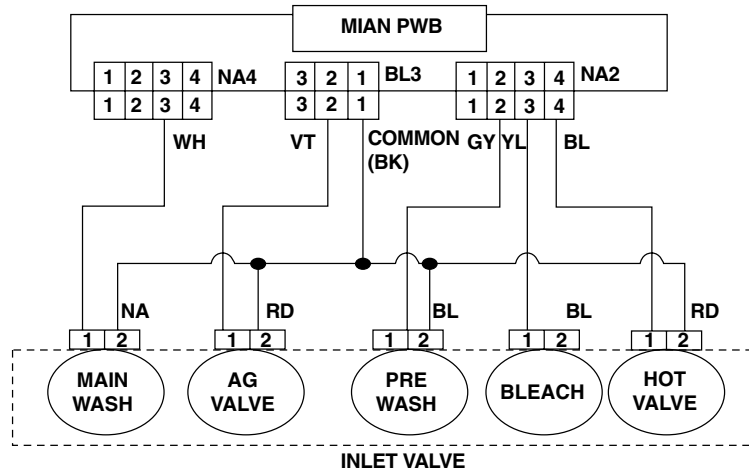 MIAN PWB
1 2 3 4 NA4
1 2 3 4
3 2 1 BL3
3 2 1
1 2 3 4 NA2
1 2 3 4
WH
VT
COMMON
(BK)
GY YL
BL
NA
RD
BL
BL
RD
1 2
1 2
1 2
1 2
1 2
MAIN
WASH
AG
VALVE
PRE
WASH
BLEACH
HOT
VALVE
INLET VALVE